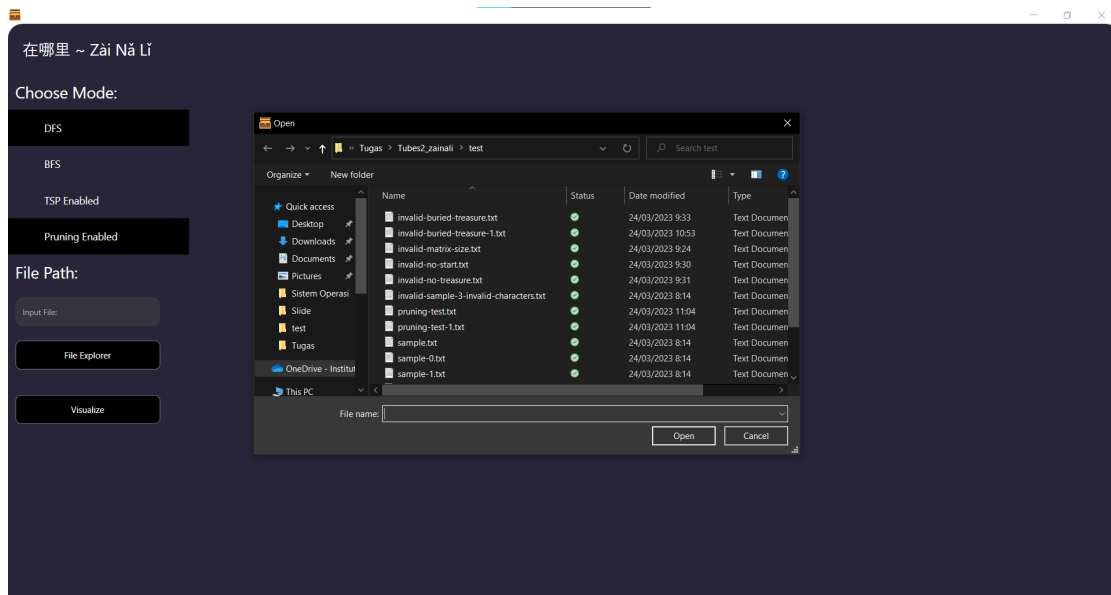 在哪里 ~ Zài Nǎ Lǐ
Choose Mode:
DFS
BFS
TSP Enabled
Pruning Enabled
File Path:
Input File:
File Explorer
Visualize
Open
« Tugas > Tubes2_zainali > test
Search test
Organize
New folder
Quick access
Desktop
Downloads
Documents
Pictures
Sistem Operasi
Slide
test
Tugas
OneDrive - Institut
This PC
Name Status Date modified Type
invalid-buried-treasure.txt 24/03/2023 9:33 Text Documen
invalid-buried-treasure-1.txt 24/03/2023 10:53 Text Documen
invalid-matrix-size.txt 24/03/2023 9:24 Text Documen
invalid-no-start.txt 24/03/2023 9:30 Text Documen
invalid-no-treasure.txt 24/03/2023 9:31 Text Documen
invalid-sample-3-invalid-characters.txt 24/03/2023 8:14 Text Documen
pruning-test.txt 24/03/2023 11:04 Text Documen
pruning-test-1.txt 24/03/2023 11:04 Text Documen
sample.txt 24/03/2023 8:14 Text Documen
sample-0.txt 24/03/2023 8:14 Text Documen
sample-1.txt 24/03/2023 8:14 Text Documen
File name:
Open
Cancel